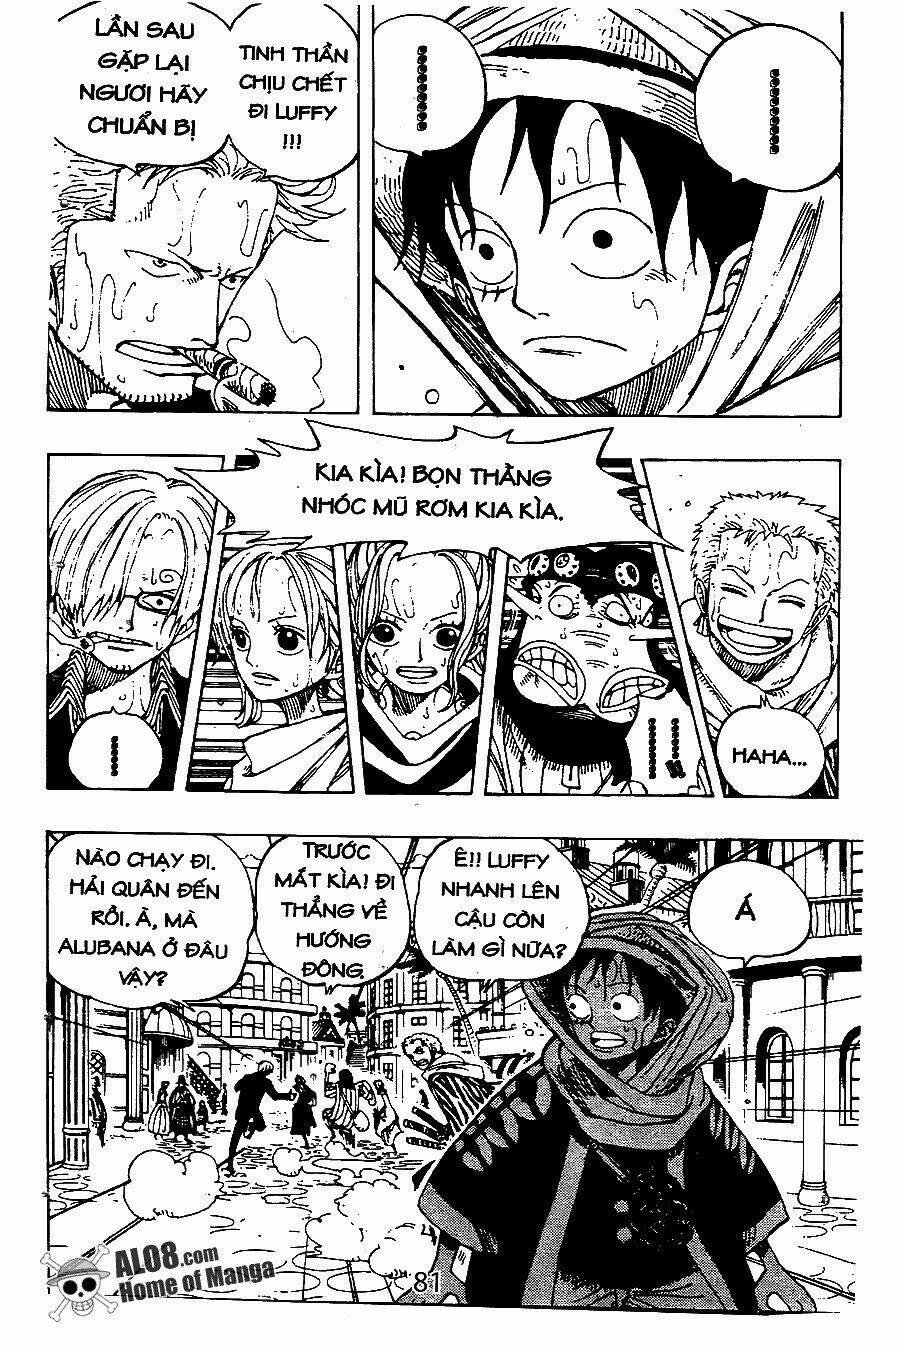 LẦN SAU
GẶP LẠI
NGƯƠI HÃY
CHUẨN BỊ
TINH THẦN
CHỊU CHẾT
ĐI LUFFY
!!!
KIA KÌA! BỌN THẰNG
NHÓC MŨ RƠM KIA KÌA.
HAHA...
NÀO CHẠY ĐI.
HẢI QUÂN ĐẾN
RỒI. À, MÀ
ALUBANA Ở ĐÂU
VẬY?
TRƯỚC
MẮT KÌA! ĐI
THẲNG VỀ
HƯỚNG
ĐÔNG
Ê!! LUFFY
NHANH LÊN
CẬU CÒN
LÀM GÌ NỮA?
Á
ALO8.com
Home of Manga
81